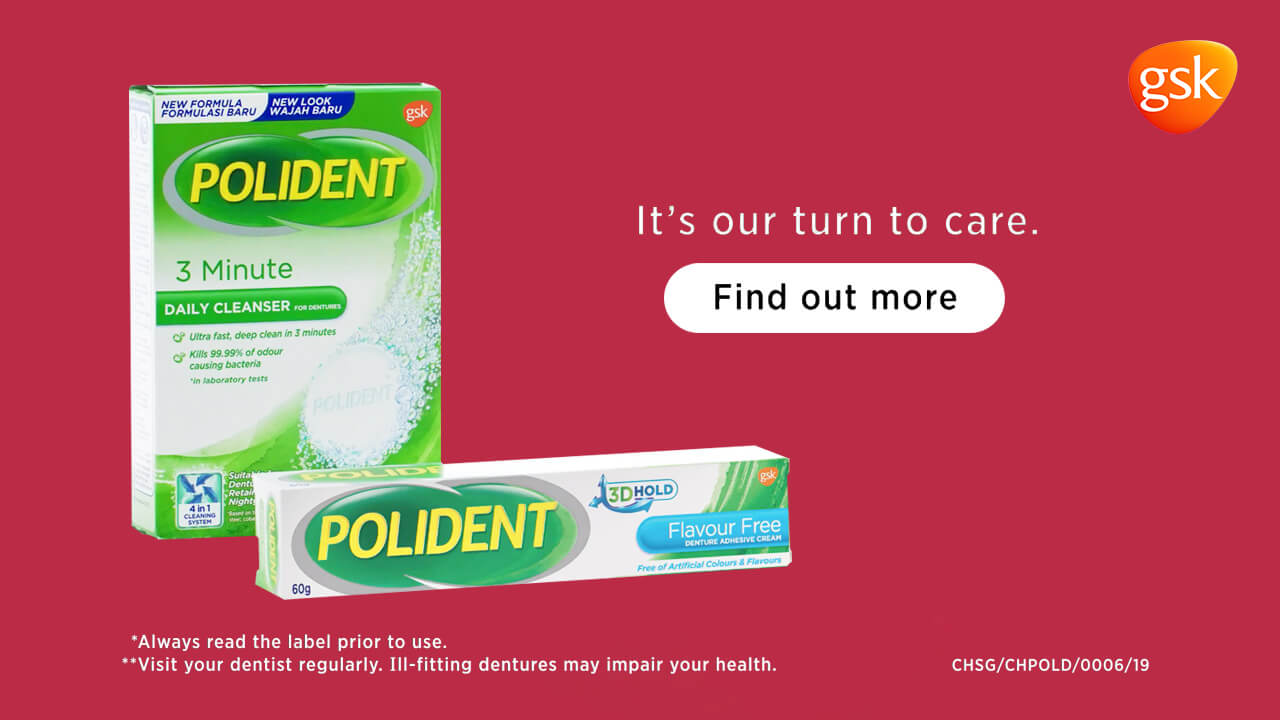 gsk
NEW FORMULA
FORMULASI BARU
NEW LOOK
WAJAH BARU
gsk
POLIDENT
3 Minute
DAILY CLEANSER FOR DENTURES
Ultra fast, deep clean in 3 minutes
Kills 99.99% of odour
causing bacteria
*in laboratory tests
POLIDENT
4 in 1
CLEANING
SYSTEM
It's our turn to care.
Find out more
POLIDENT
POLIDENT
POLIDENT
3DHOLD
gsk
Flavour Free
DENTURE ADHESIVE CREAM
Free of Artificial Colours & Flavours
60g
*Always read the label prior to use.
**Visit your dentist regularly. Ill-fitting dentures may impair your health.
CHSG/CHPOLD/0006/19